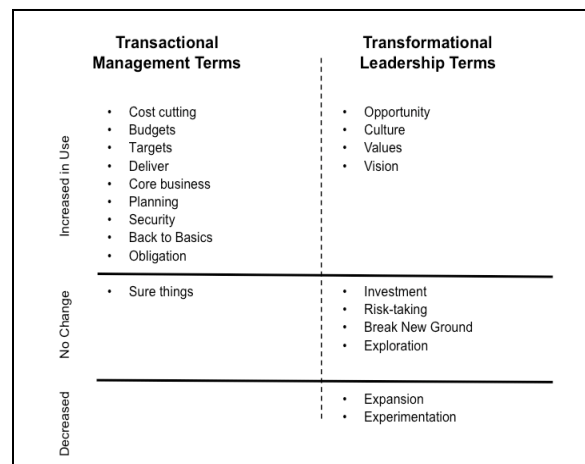 Transactional
Management Terms
Transformational
Leadership Terms
Increased in Use
• Cost cutting
• Budgets
• Targets
• Deliver
• Core business
• Planning
• Security
• Back to Basics
• Obligation
• Opportunity
• Culture
• Values
• Vision
No Change
• Sure things
• Investment
• Risk-taking
• Break New Ground
• Exploration
Decreased
• Expansion
• Experimentation